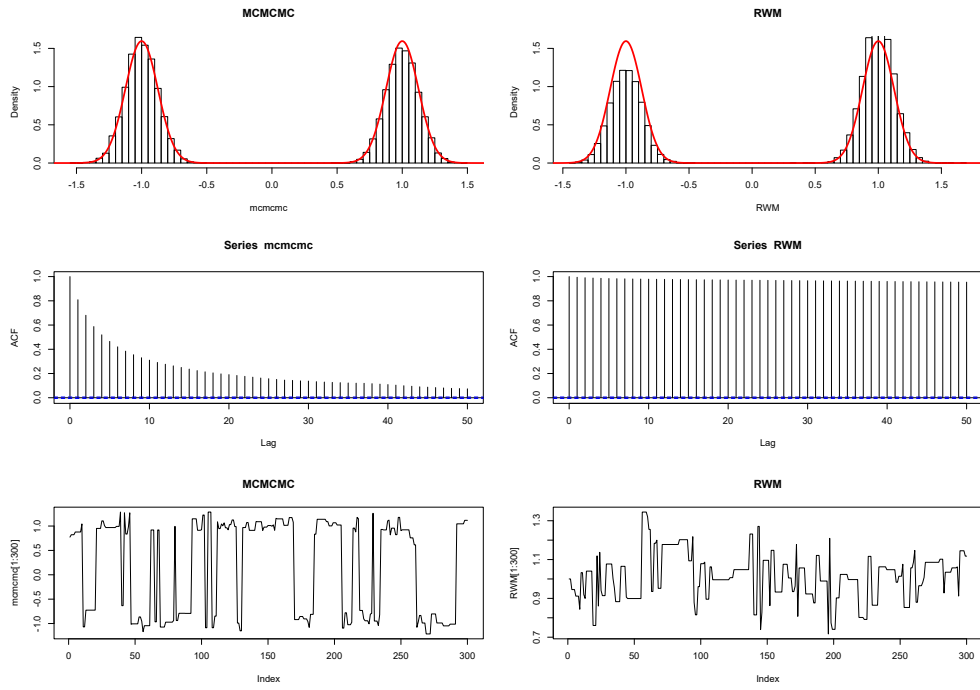 MCMCMC
Density
0.0 0.5 1.0 1.5
-1.5 -1.0 -0.5 0.0 0.5 1.0 1.5
mcmcmc
RWM
Density
0.0 0.5 1.0 1.5
-1.5 -1.0 -0.5 0.0 0.5 1.0 1.5
RWM
Series mcmcmc
ACF
0.0 0.2 0.4 0.6 0.8 1.0
0 10 20 30 40 50
Lag
Series RWM
ACF
0.0 0.2 0.4 0.6 0.8 1.0
0 10 20 30 40 50
Lag
MCMCMC
mcmcmc[1:300]
-1.0 -0.5 0.0 0.5 1.0
0 50 100 150 200 250 300
Index
RWM
RWM[1:300]
0.7 0.9 1.1 1.3
0 50 100 150 200 250 300
Index